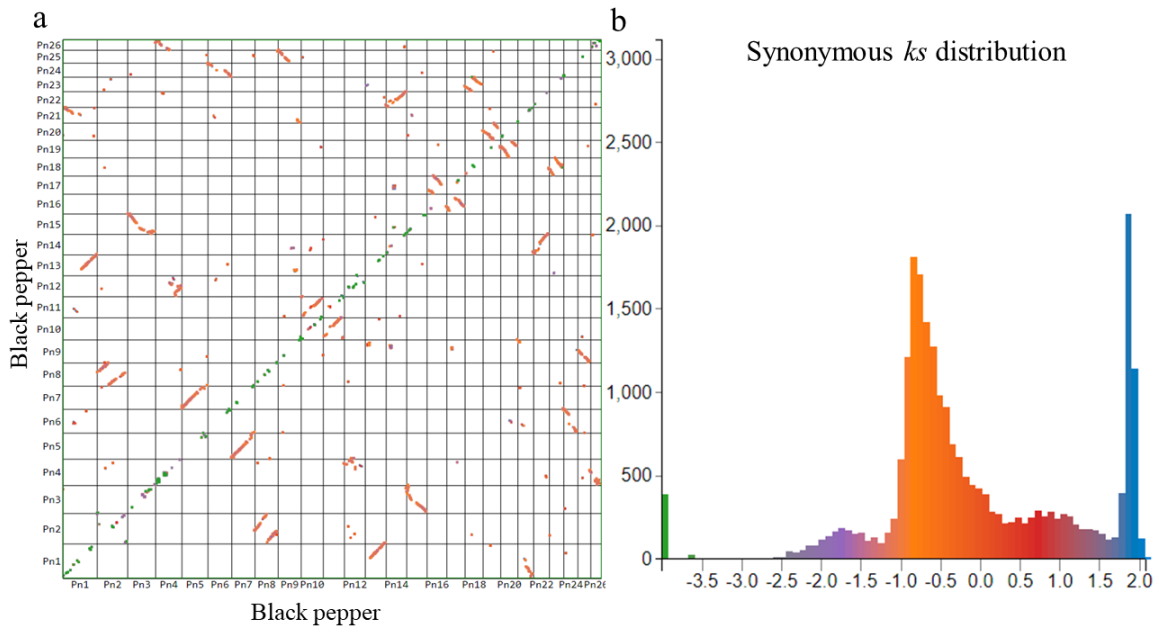 a
Pn26
Pn25
Pn24
Pn23
Pn22
Pn21
Pn20
Pn19
Pn18
Pn17
Pn16
Pn15
Pn14
Pn13
Pn12
Pn11
Pn10
Pn9
Pn8
Pn7
Pn6
Pn5
Pn4
Pn3
Pn2
Pn1
Black pepper
Pn1 Pn2 Pn3 Pn4 Pn5 Pn6 Pn7 Pn8 Pn9 Pn10 Pn12 Pn14 Pn16 Pn18 Pn20 Pn22 Pn24 Pn26
Black pepper
b
Synonymous ks distribution
3,000
2,500
2,000
1,500
1,000
500
0
-3.5 -3.0 -2.5 -2.0 -1.5 -1.0 -0.5 0.0 0.5 1.0 1.5 2.0